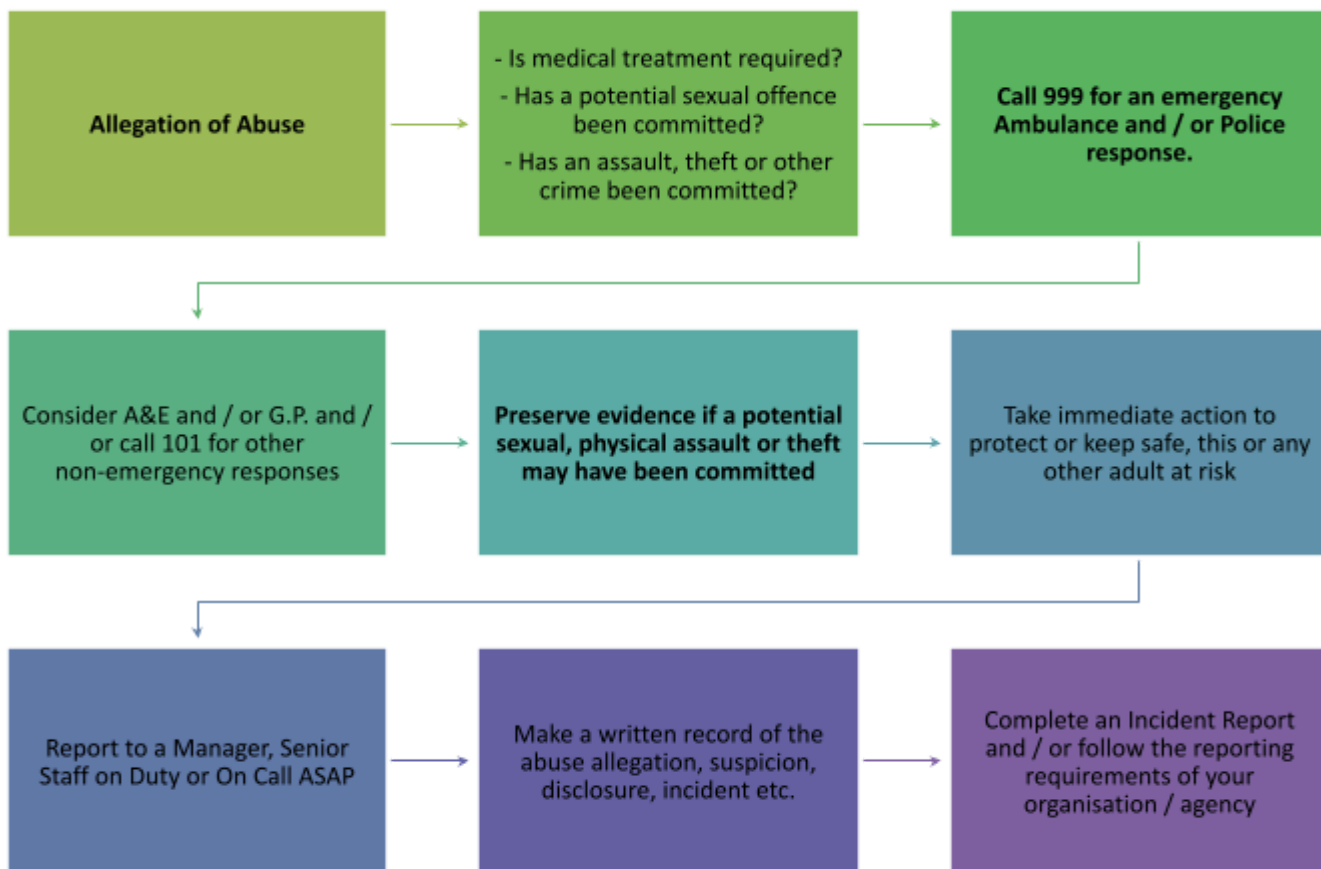 Allegation of Abuse
- Is medical treatment required?
- Has a potential sexual offence
been committed?
- Has an assault, theft or other
crime been committed?
Call 999 for an emergency
Ambulance and / or Police
response.
Consider A&E and / or G.P. and /
or call 101 for other
non-emergency responses
Preserve evidence if a potential
sexual, physical assault or theft
may have been committed
Take immediate action to
protect or keep safe, this or any
other adult at risk
Report to a Manager, Senior
Staff on Duty or On Call ASAP
Make a written record of the
abuse allegation, suspicion,
disclosure, incident etc.
Complete an Incident Report
and / or follow the reporting
requirements of your
organisation / agency